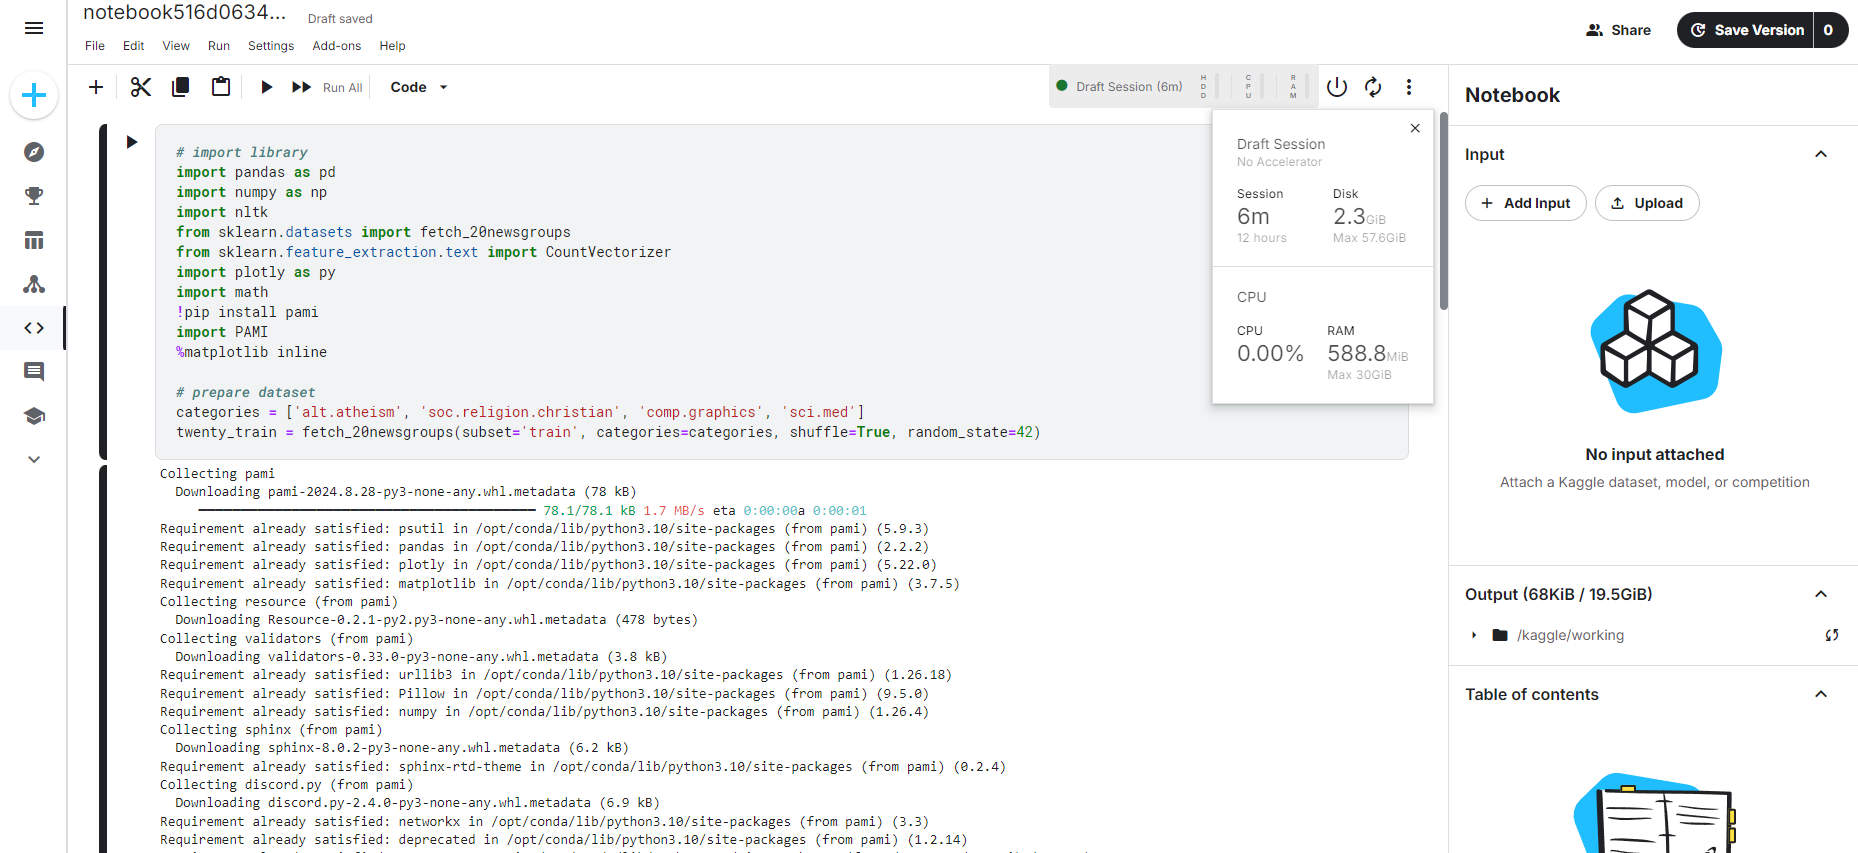 notebook516d0634...
Draft saved
File Edit View Run Settings Add-ons Help
Share
Save Version 0
Run All
Code
Draft Session (6m)
HDD
CPU
RAM
# import library
import pandas as pd
import numpy as np
import nltk
from sklearn.datasets import fetch_20newsgroups
from sklearn.feature_extraction.text import CountVectorizer
import plotly as py
import math
!pip install pami
import PAMI
%matplotlib inline
# prepare dataset
categories = ['alt.atheism', 'soc.religion.christian', 'comp.graphics', 'sci.med']
twenty_train = fetch_20newsgroups(subset='train', categories=categories, shuffle=True, random_state=42)
Draft Session
No Accelerator
Session Disk
6m 2.3GiB
12 hours Max 57.6GiB
CPU
CPU RAM
0.00% 588.8MiB
Max 30GiB
Collecting pami
Downloading pami-2024.8.28-py3-none-any.whl.metadata (78 kB)
78.1/78.1 kB 1.7 MB/s eta 0:00:00a 0:00:01
Requirement already satisfied: psutil in /opt/conda/lib/python3.10/site-packages (from pami) (5.9.3)
Requirement already satisfied: pandas in /opt/conda/lib/python3.10/site-packages (from pami) (2.2.2)
Requirement already satisfied: plotly in /opt/conda/lib/python3.10/site-packages (from pami) (5.22.0)
Requirement already satisfied: matplotlib in /opt/conda/lib/python3.10/site-packages (from pami) (3.7.5)
Collecting resource (from pami)
Downloading Resource-0.2.1-py2.py3-none-any.whl.metadata (478 bytes)
Collecting validators (from pami)
Downloading validators-0.33.0-py3-none-any.whl.metadata (3.8 kB)
Requirement already satisfied: urllib3 in /opt/conda/lib/python3.10/site-packages (from pami) (1.26.18)
Requirement already satisfied: Pillow in /opt/conda/lib/python3.10/site-packages (from pami) (9.5.0)
Requirement already satisfied: numpy in /opt/conda/lib/python3.10/site-packages (from pami) (1.26.4)
Collecting sphinx (from pami)
Downloading sphinx-8.0.2-py3-none-any.whl.metadata (6.2 kB)
Requirement already satisfied: sphinx-rtd-theme in /opt/conda/lib/python3.10/site-packages (from pami) (0.2.4)
Collecting discord.py (from pami)
Downloading discord.py-2.4.0-py3-none-any.whl.metadata (6.9 kB)
Requirement already satisfied: networkx in /opt/conda/lib/python3.10/site-packages (from pami) (3.3)
Requirement already satisfied: deprecated in /opt/conda/lib/python3.10/site-packages (from pami) (1.2.14)
Notebook
Input
Add Input
Upload
No input attached
Attach a Kaggle dataset, model, or competition
Output (68KiB / 19.5GiB)
/kaggle/working
Table of contents